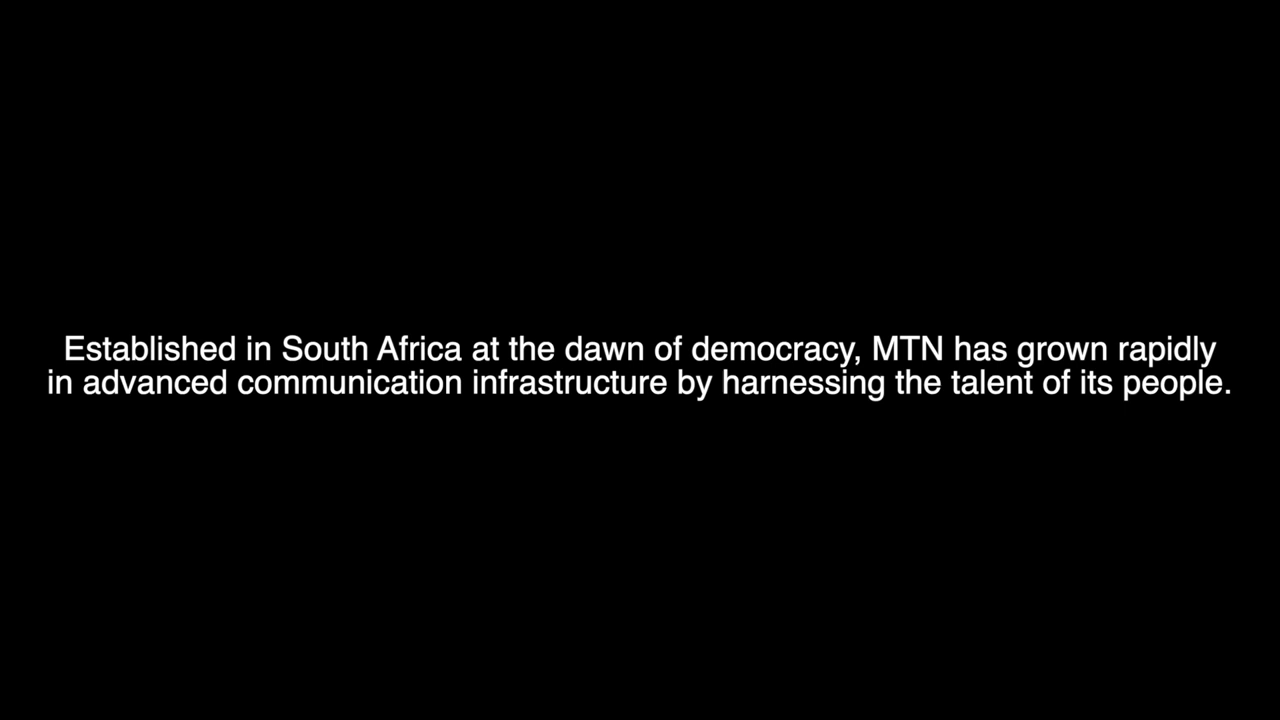 Established in South Africa at the dawn of democracy, MTN has grown rapidly
in advanced communication infrastructure by harnessing the talent of its people.